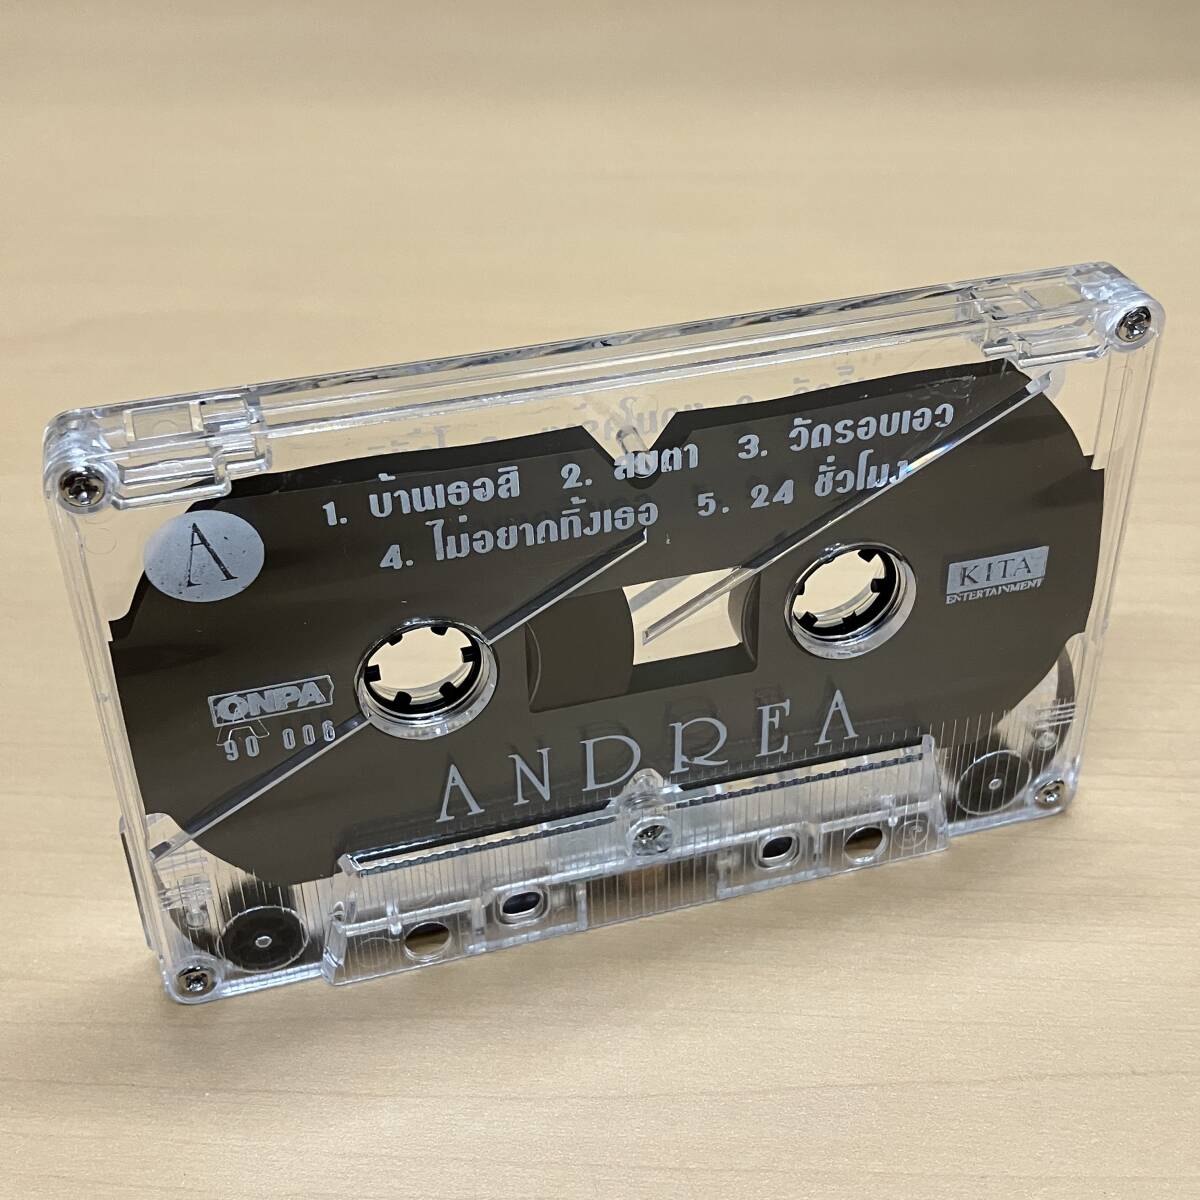 1. บ้านเธอสิ 2. สบตา 3. วัดรอบเอว
4. ไม่อยากทิ้งเธอ 5. 24 ชั่วโมง
A
KITA
ENTERTAINMENT
ONPA
90 006
ANDREA